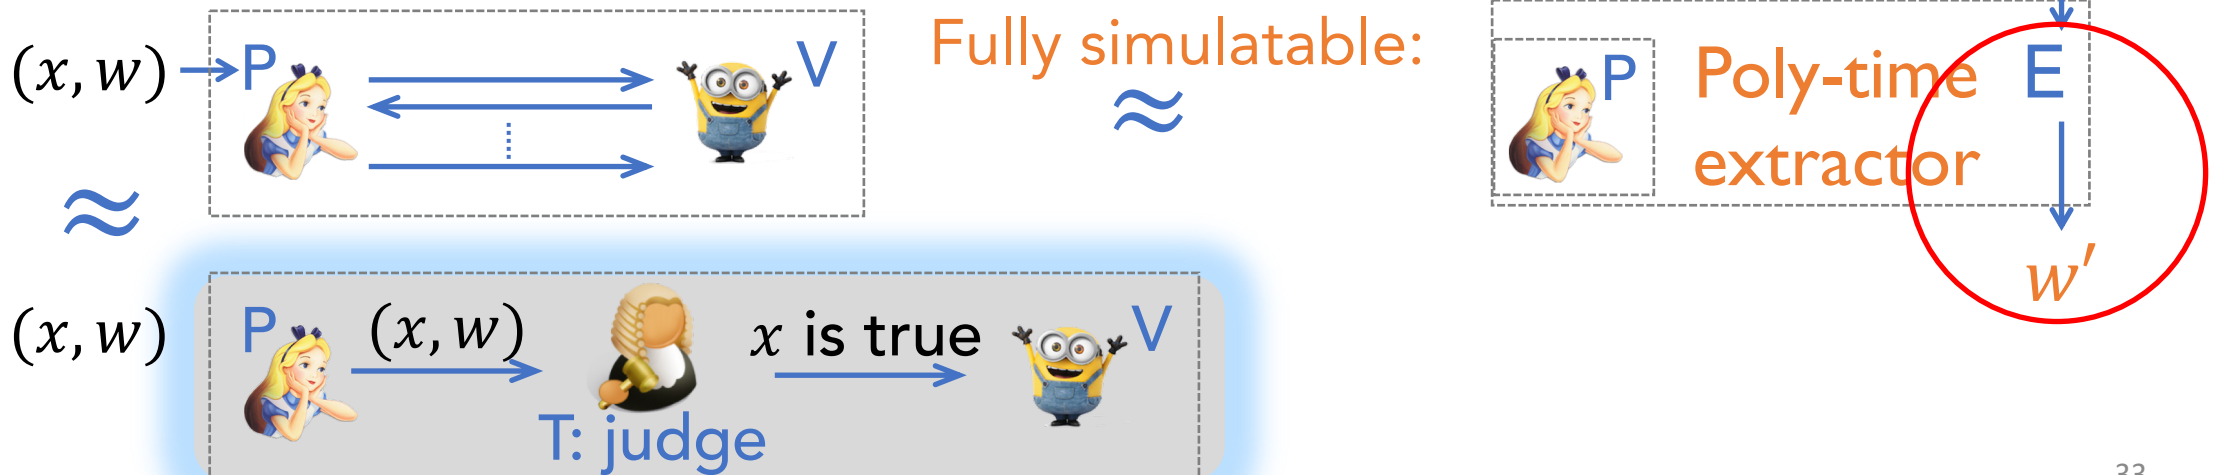 (x, w) P V
Fully simulatable:
≈
P Poly-time E
extractor
w′
≈
(x, w) P (x, w) x is true V
T: judge